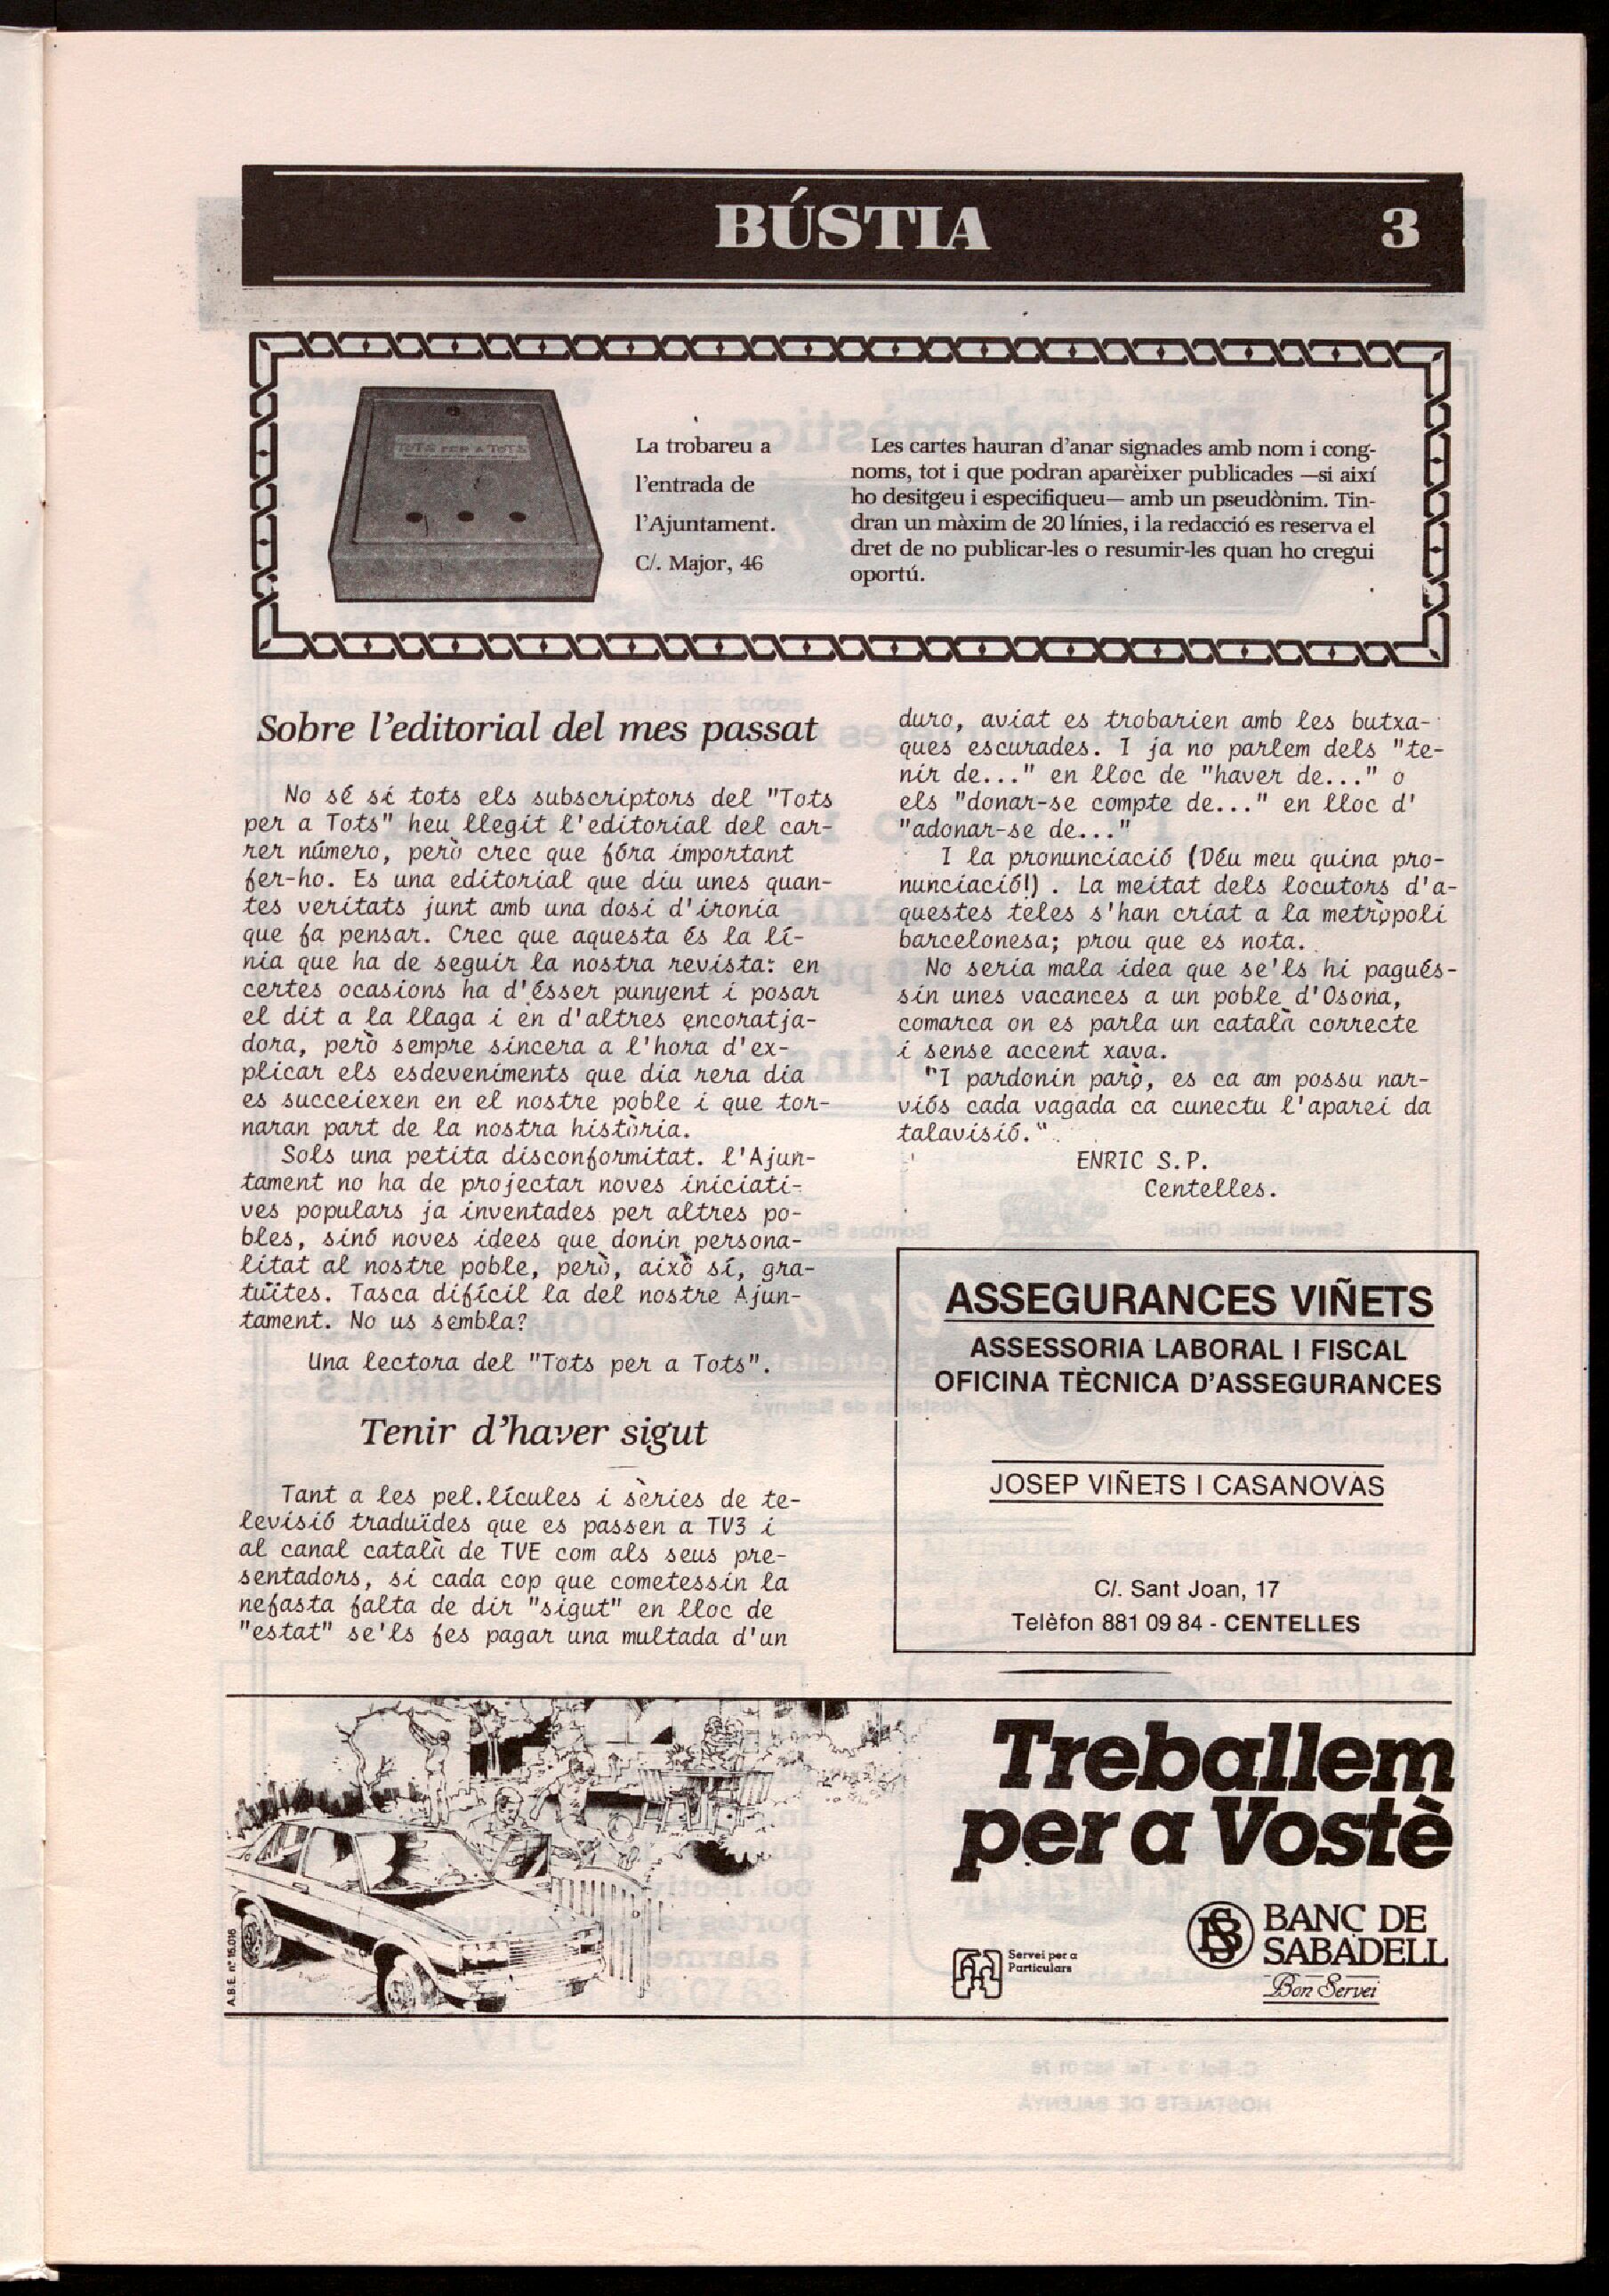 BÚSTIA
3
TOTS PER A TOTS
La trobareu a
l'entrada de
l'Ajuntament.
C/. Major, 46
Les cartes hauran d'anar signades amb nom i cong-
noms, tot i que podran aparèixer publicades —si així
ho desitgeu i especifiqueu— amb un pseudònim. Tin-
dran un màxim de 20 línies, i la redacció es reserva el
dret de no publicar-les o resumir-les quan ho cregui
oportú.
Sobre l'editorial del mes passat
No sé si tots els subscriptors del "Tots
per a Tots" heu llegit l'editorial del car-
rer número, però crec que fóra important
fer-ho. Es una editorial que diu unes quan-
tes veritats junt amb una dosi d'ironia
que fa pensar. Crec que aquesta és la lí-
nia que ha de seguir la nostra revista: en
certes ocasions ha d'ésser punyent i posar
el dit a la llaga i en d'altres encoratja-
dora, però sempre sincera a l'hora d'ex-
plicar els esdeveniments que dia rera dia
es succeiexen en el nostre poble i que tor-
naran part de la nostra història.
Sols una petita disconformitat. l'Ajun-
tament no ha de projectar noves iniciati-
ves populars ja inventades per altres po-
bles, sinó noves idees que donin persona-
litat al nostre poble, però, això sí, gra-
tuïtes. Tasca difícil la del nostre Ajun-
tament. No us sembla?
Una lectora del "Tots per a Tots".
Tenir d'haver sigut
Tant a les pel.lícules i sèries de te-
levisió traduïdes que es passen a TV3 i
al canal català de TVE com als seus pre-
sentadors, si cada cop que cometessin la
nefasta falta de dir "sigut" en lloc de
"estat" se'ls fes pagar una multada d'un
duro, aviat es trobarien amb les butxa-
ques escurades. I ja no parlem dels "te-
nir de..." en lloc de "haver de..." o
els "donar-se compte de..." en lloc d'
"adonar-se de..."
I la pronunciació (Déu meu quina pro-
nunciació!). La meitat dels locutors d'a-
questes tèles s'han criat a la metròpoli
barcelonesa; prou que es nota.
No seria mala idea que se'ls hi pagués-
sin unes vacances a un poble d'Osona,
comarca on es parla un català correcte
i sense accent xava.
"I pardonin parò, es ca am possu nar-
viós cada vagada ca cunectu l'aparei da
talavisió."
ENRIC S.P.
Centelles.
ASSEGURANCES VIÑETS
ASSESSORIA LABORAL I FISCAL
OFICINA TÈCNICA D'ASSEGURANCES
JOSEP VIÑETS I CASANOVAS
C/. Sant Joan, 17
Telèfon 881 09 84 - CENTELLES
A.B.E. nº 15.016
Treballem
per a Vostè
Servei per a
Particulars
BS
BANC DE
SABADELL
Bon Servei